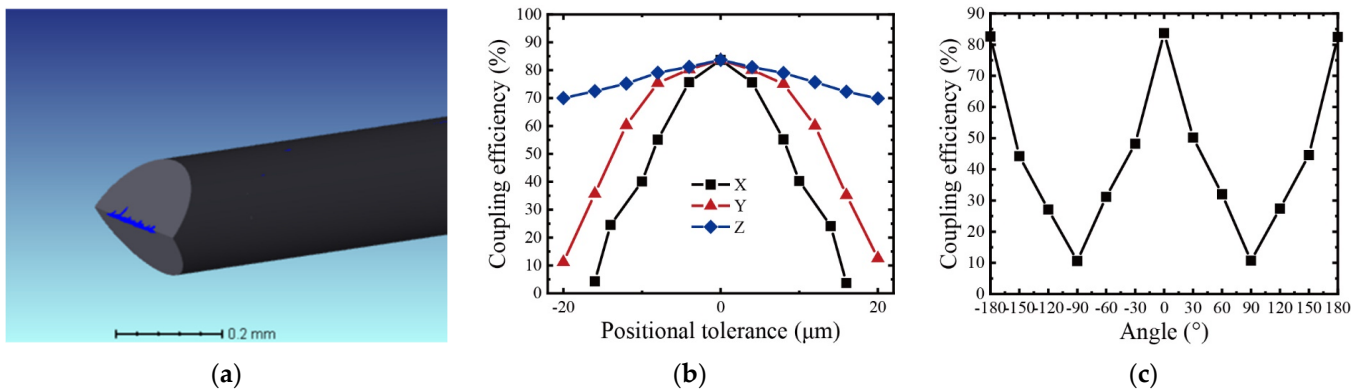 0.2 mm
(a)
Coupling efficiency (%)
100
90
80
70
60
50
40
30
20
10
0
X
Y
Z
-20 -10 0 10 20
Positional tolerance (μm)
(b)
Coupling efficiency (%)
90
80
70
60
50
40
30
20
10
0
-180 -150 -120 -90 -60 -30 0 30 60 90 120 150 180
Angle (°)
(c)